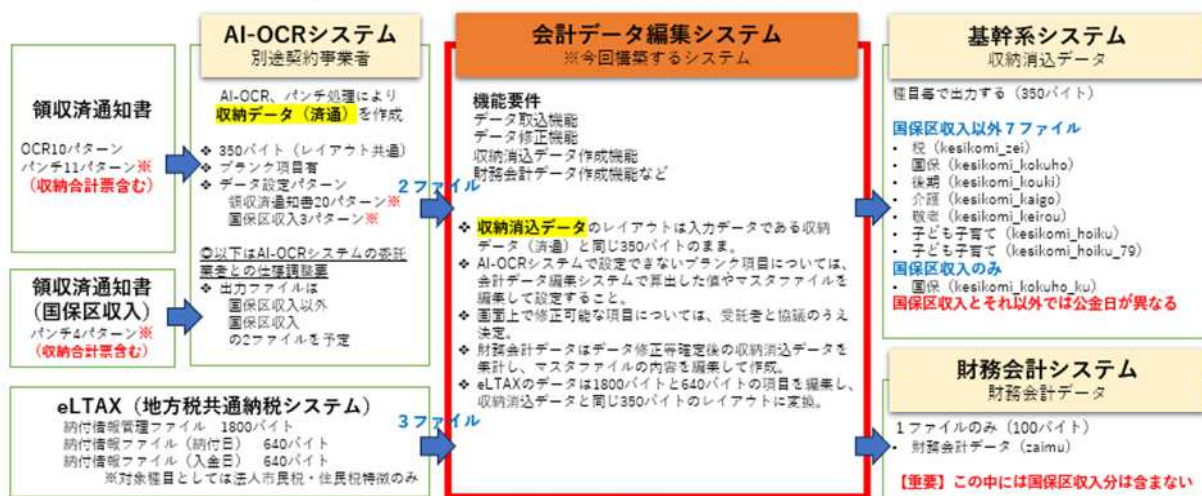 領収済通知書
OCR10パターン
パンチ11パターン※
(収納合計票含む)
領収済通知書
(国保区収入)
パンチ4パターン※
(収納合計票含む)
AI-OCRシステム
別途契約事業者
AI-OCR、パンチ処理により
収納データ(済通)を作成
❖ 350バイト(レイアウト共通)
❖ ブランク項目有
❖ データ設定パターン
領収済通知書20パターン※
国保区収入3パターン※
◎以下はAI-OCRシステムの委託
業者との仕様調整要
❖ 出力ファイルは
国保区収入以外
国保区収入
の2ファイルを予定
eLTAX(地方税共通納税システム)
納付情報管理ファイル 1800バイト
納付情報ファイル(納付日) 640バイト
納付情報ファイル(入金日) 640バイト
※対象種目としては法人市民税・住民税特徴のみ
2ファイル
3ファイル
会計データ編集システム
※今回構築するシステム
機能要件
データ取込機能
データ修正機能
収納消込データ作成機能
財務会計データ作成機能など
❖ 収納消込データのレイアウトは入力データである収納
データ(済通)と同じ350バイトのまま。
❖ AI-OCRシステムで設定できないブランク項目については、
会計データ編集システムで算出した値やマスタファイルを
編集して設定すること。
❖ 画面上で修正可能な項目については、受託者と協議のうえ
決定。
❖ 財務会計データはデータ修正等確定後の収納消込データを
集計し、マスタファイルの内容を編集して作成。
❖ eLTAXのデータは1800バイトと640バイトの項目を編集し、
収納消込データと同じ350バイトのレイアウトに変換。
基幹系システム
収納消込データ
種目毎で出力する(350バイト)
国保区収入以外7ファイル
• 税(kesikomi_zei)
• 国保(kesikomi_kokuho)
• 後期(kesikomi_kouki)
• 介護(kesikomi_kaigo)
• 敬老(kesikomi_keirou)
• 子ども子育て(kesikomi_hoiku)
• 子ども子育て(kesikomi_hoiku_79)
国保区収入のみ
• 国保(kesikomi_kokuho_ku)
国保区収入とそれ以外では公金日が異なる
財務会計システム
財務会計データ
1ファイルのみ(100バイト)
• 財務会計データ(zaimu)
【重要】この中には国保区収入分は含まない